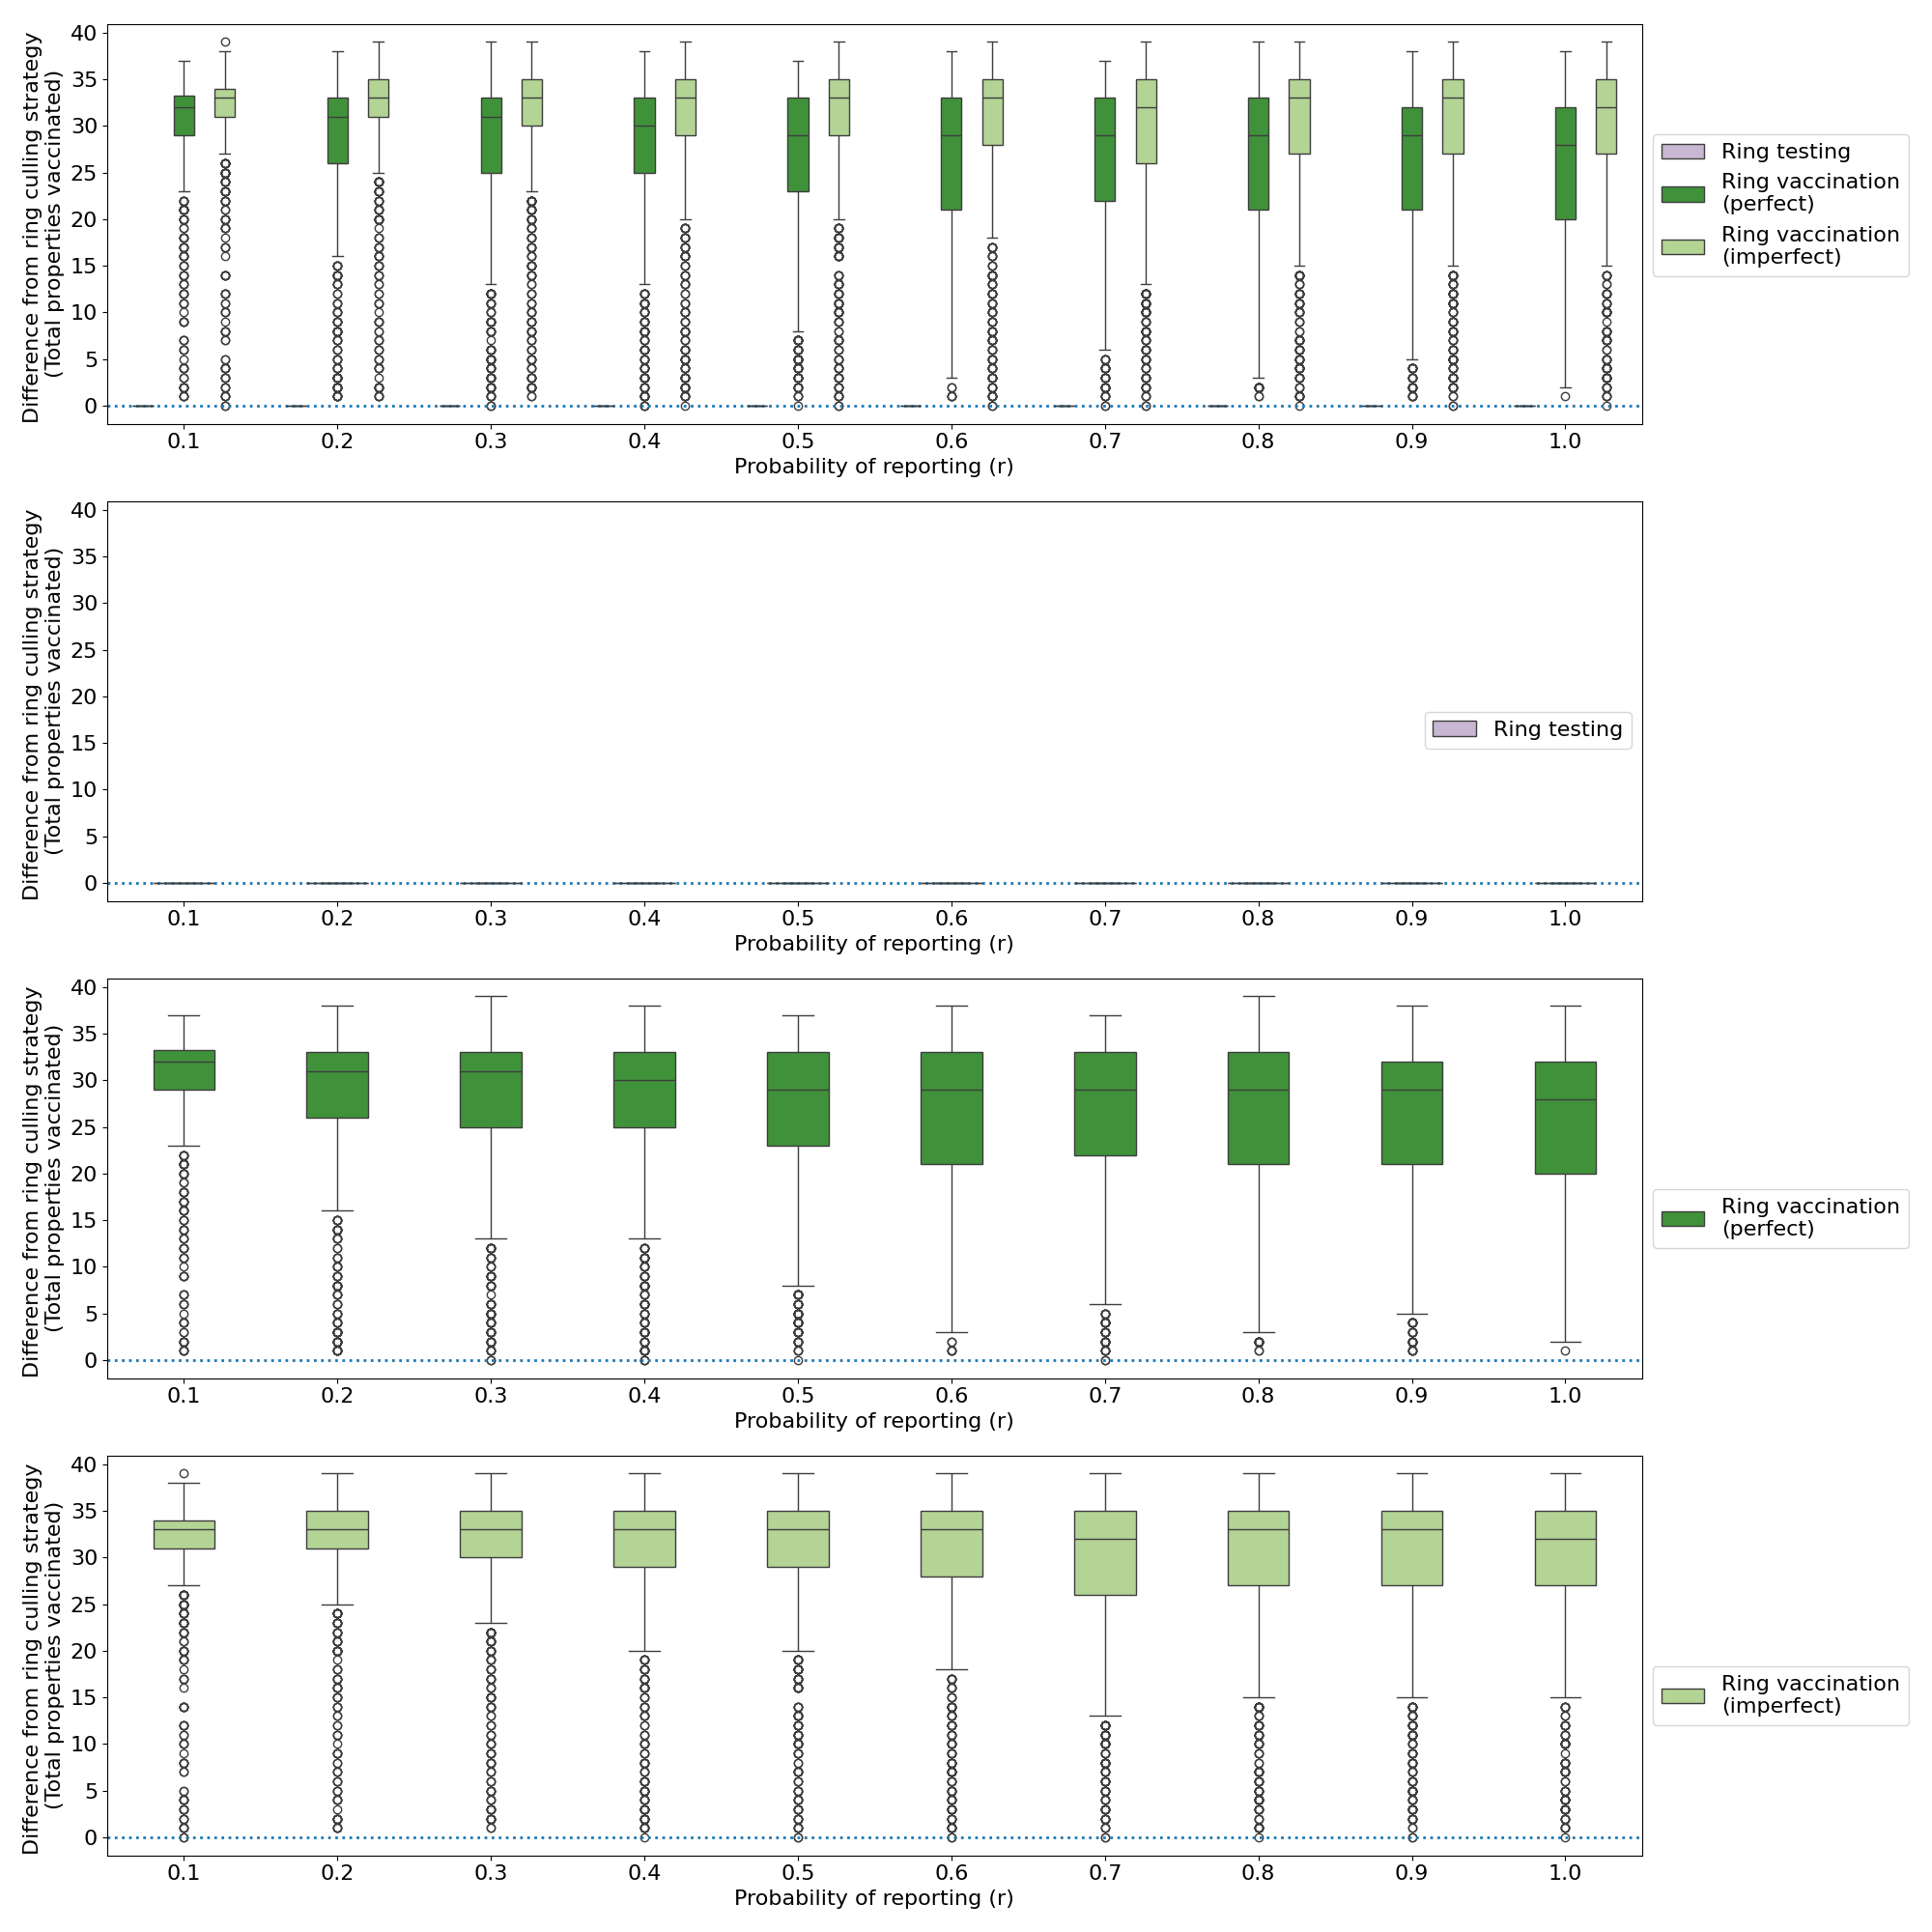 Difference from ring culling strategy
(Total properties vaccinated)
40
35
30
25
20
15
10
5
0
0.1 0.2 0.3 0.4 0.5 0.6 0.7 0.8 0.9 1.0
Probability of reporting (r)
Ring testing
Ring vaccination
(perfect)
Ring vaccination
(imperfect)
Difference from ring culling strategy
(Total properties vaccinated)
40
35
30
25
20
15
10
5
0
0.1 0.2 0.3 0.4 0.5 0.6 0.7 0.8 0.9 1.0
Probability of reporting (r)
Ring testing
Difference from ring culling strategy
(Total properties vaccinated)
40
35
30
25
20
15
10
5
0
0.1 0.2 0.3 0.4 0.5 0.6 0.7 0.8 0.9 1.0
Probability of reporting (r)
Ring vaccination
(perfect)
Difference from ring culling strategy
(Total properties vaccinated)
40
35
30
25
20
15
10
5
0
0.1 0.2 0.3 0.4 0.5 0.6 0.7 0.8 0.9 1.0
Probability of reporting (r)
Ring vaccination
(imperfect)